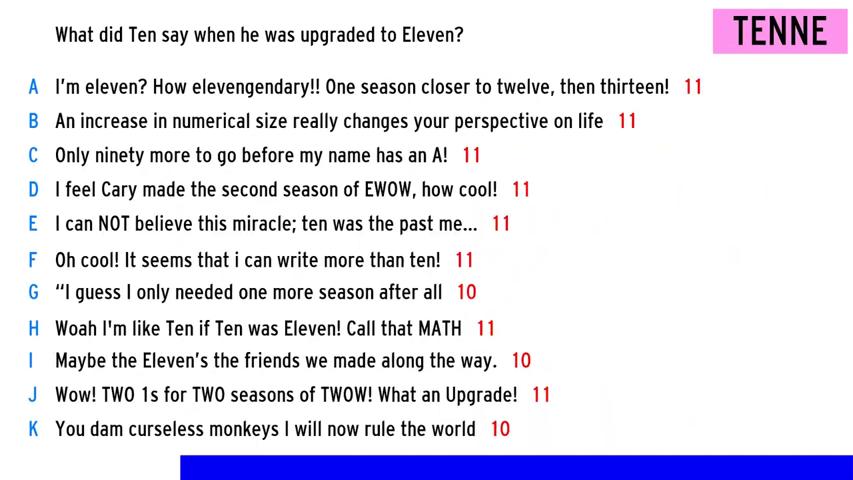 What did Ten say when he was upgraded to Eleven?
TENNE
A I'm eleven? How elevengendary!! One season closer to twelve, then thirteen! 11
B An increase in numerical size really changes your perspective on life 11
C Only ninety more to go before my name has an A! 11
D I feel Cary made the second season of EWOW, how cool! 11
E I can NOT believe this miracle; ten was the past me... 11
F Oh cool! It seems that i can write more than ten! 11
G “I guess I only needed one more season after all 10
H Woah I'm like Ten if Ten was Eleven! Call that MATH 11
I Maybe the Eleven’s the friends we made along the way. 10
J Wow! TWO 1s for TWO seasons of TWOW! What an Upgrade! 11
K You dam curseless monkeys I will now rule the world 10